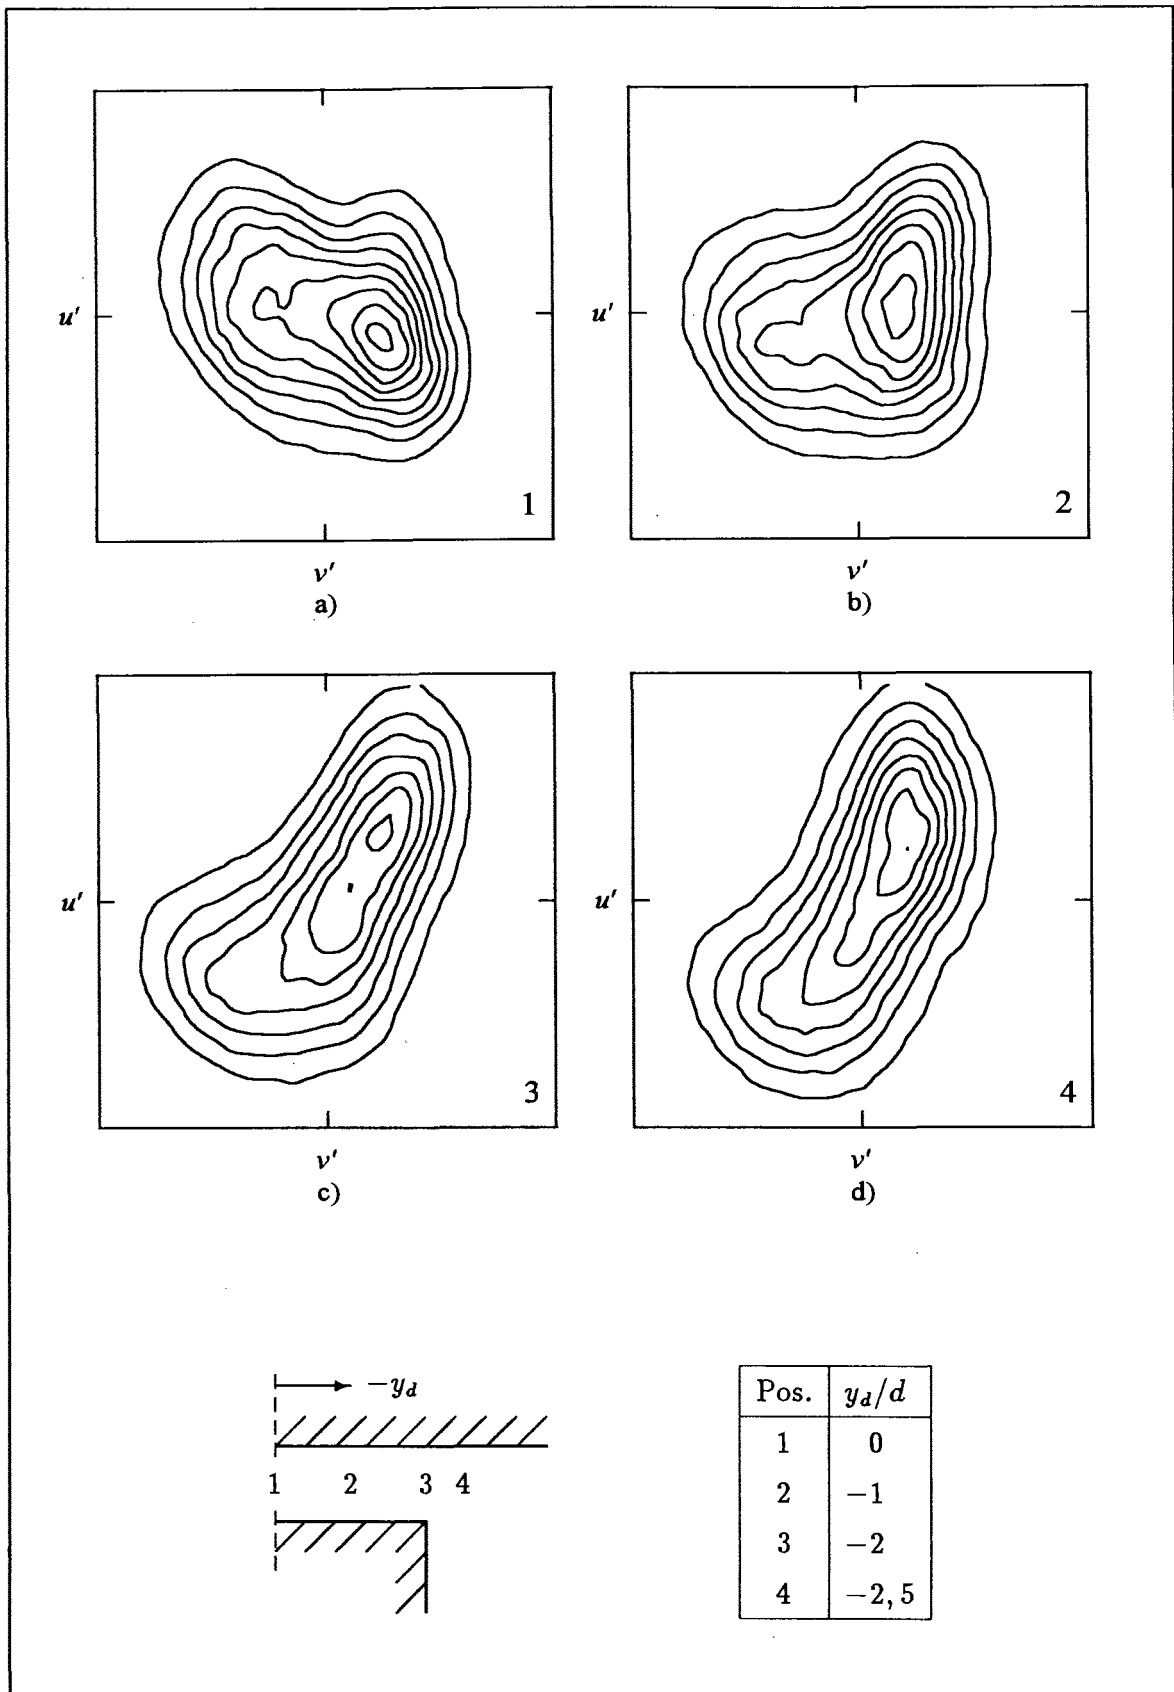 u'
1
v'
a)
u'
2
v'
b)
u'
3
v'
c)
u'
4
v'
d)
−y_d
1 2 3 4
Pos. y_d/d
1 0
2 −1
3 −2
4 −2, 5